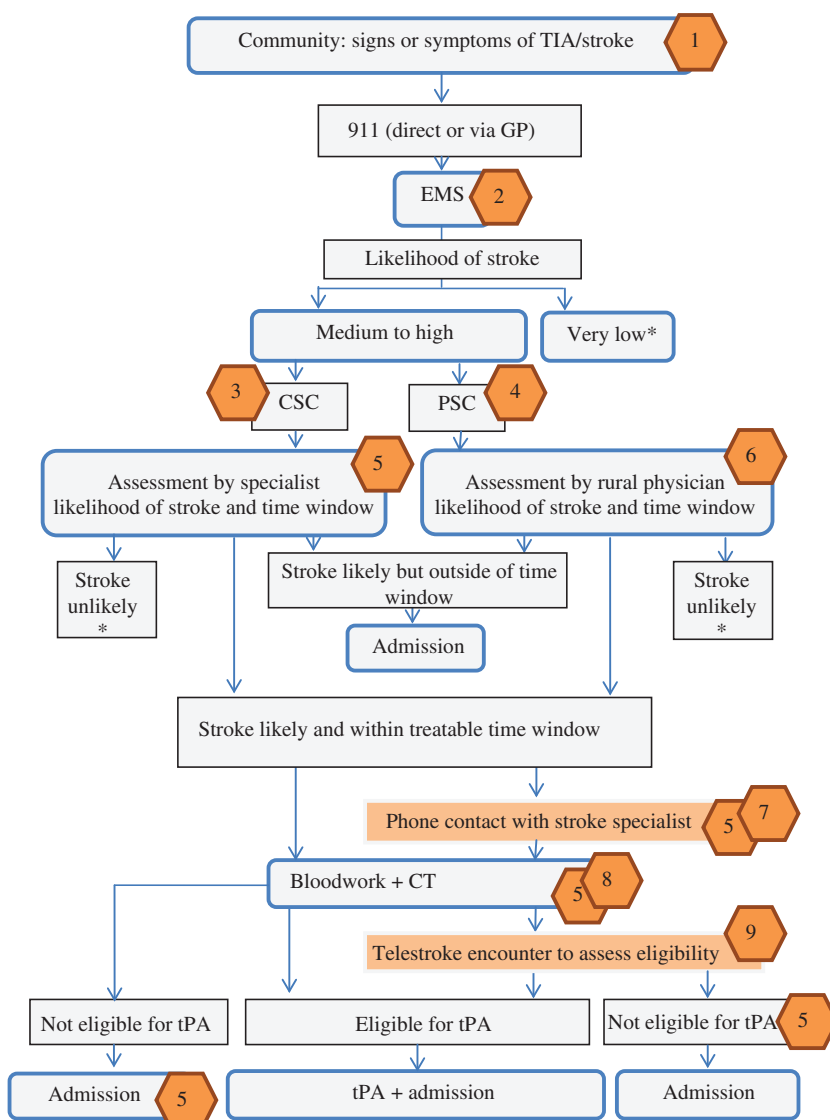 Community: signs or symptoms of TIA/stroke
1
911 (direct or via GP)
EMS
2
Likelihood of stroke
Medium to high
Very low*
3
CSC
PSC
4
Assessment by specialist
likelihood of stroke and time window
5
Assessment by rural physician
likelihood of stroke and time window
6
Stroke
unlikely
*
Stroke likely but outside of time
window
Stroke
unlikely
*
Admission
Stroke likely and within treatable time window
Phone contact with stroke specialist
5
7
Bloodwork + CT
5
8
Telestroke encounter to assess eligibility
9
Not eligible for tPA
Eligible for tPA
Not eligible for tPA
5
Admission
5
tPA + admission
Admission